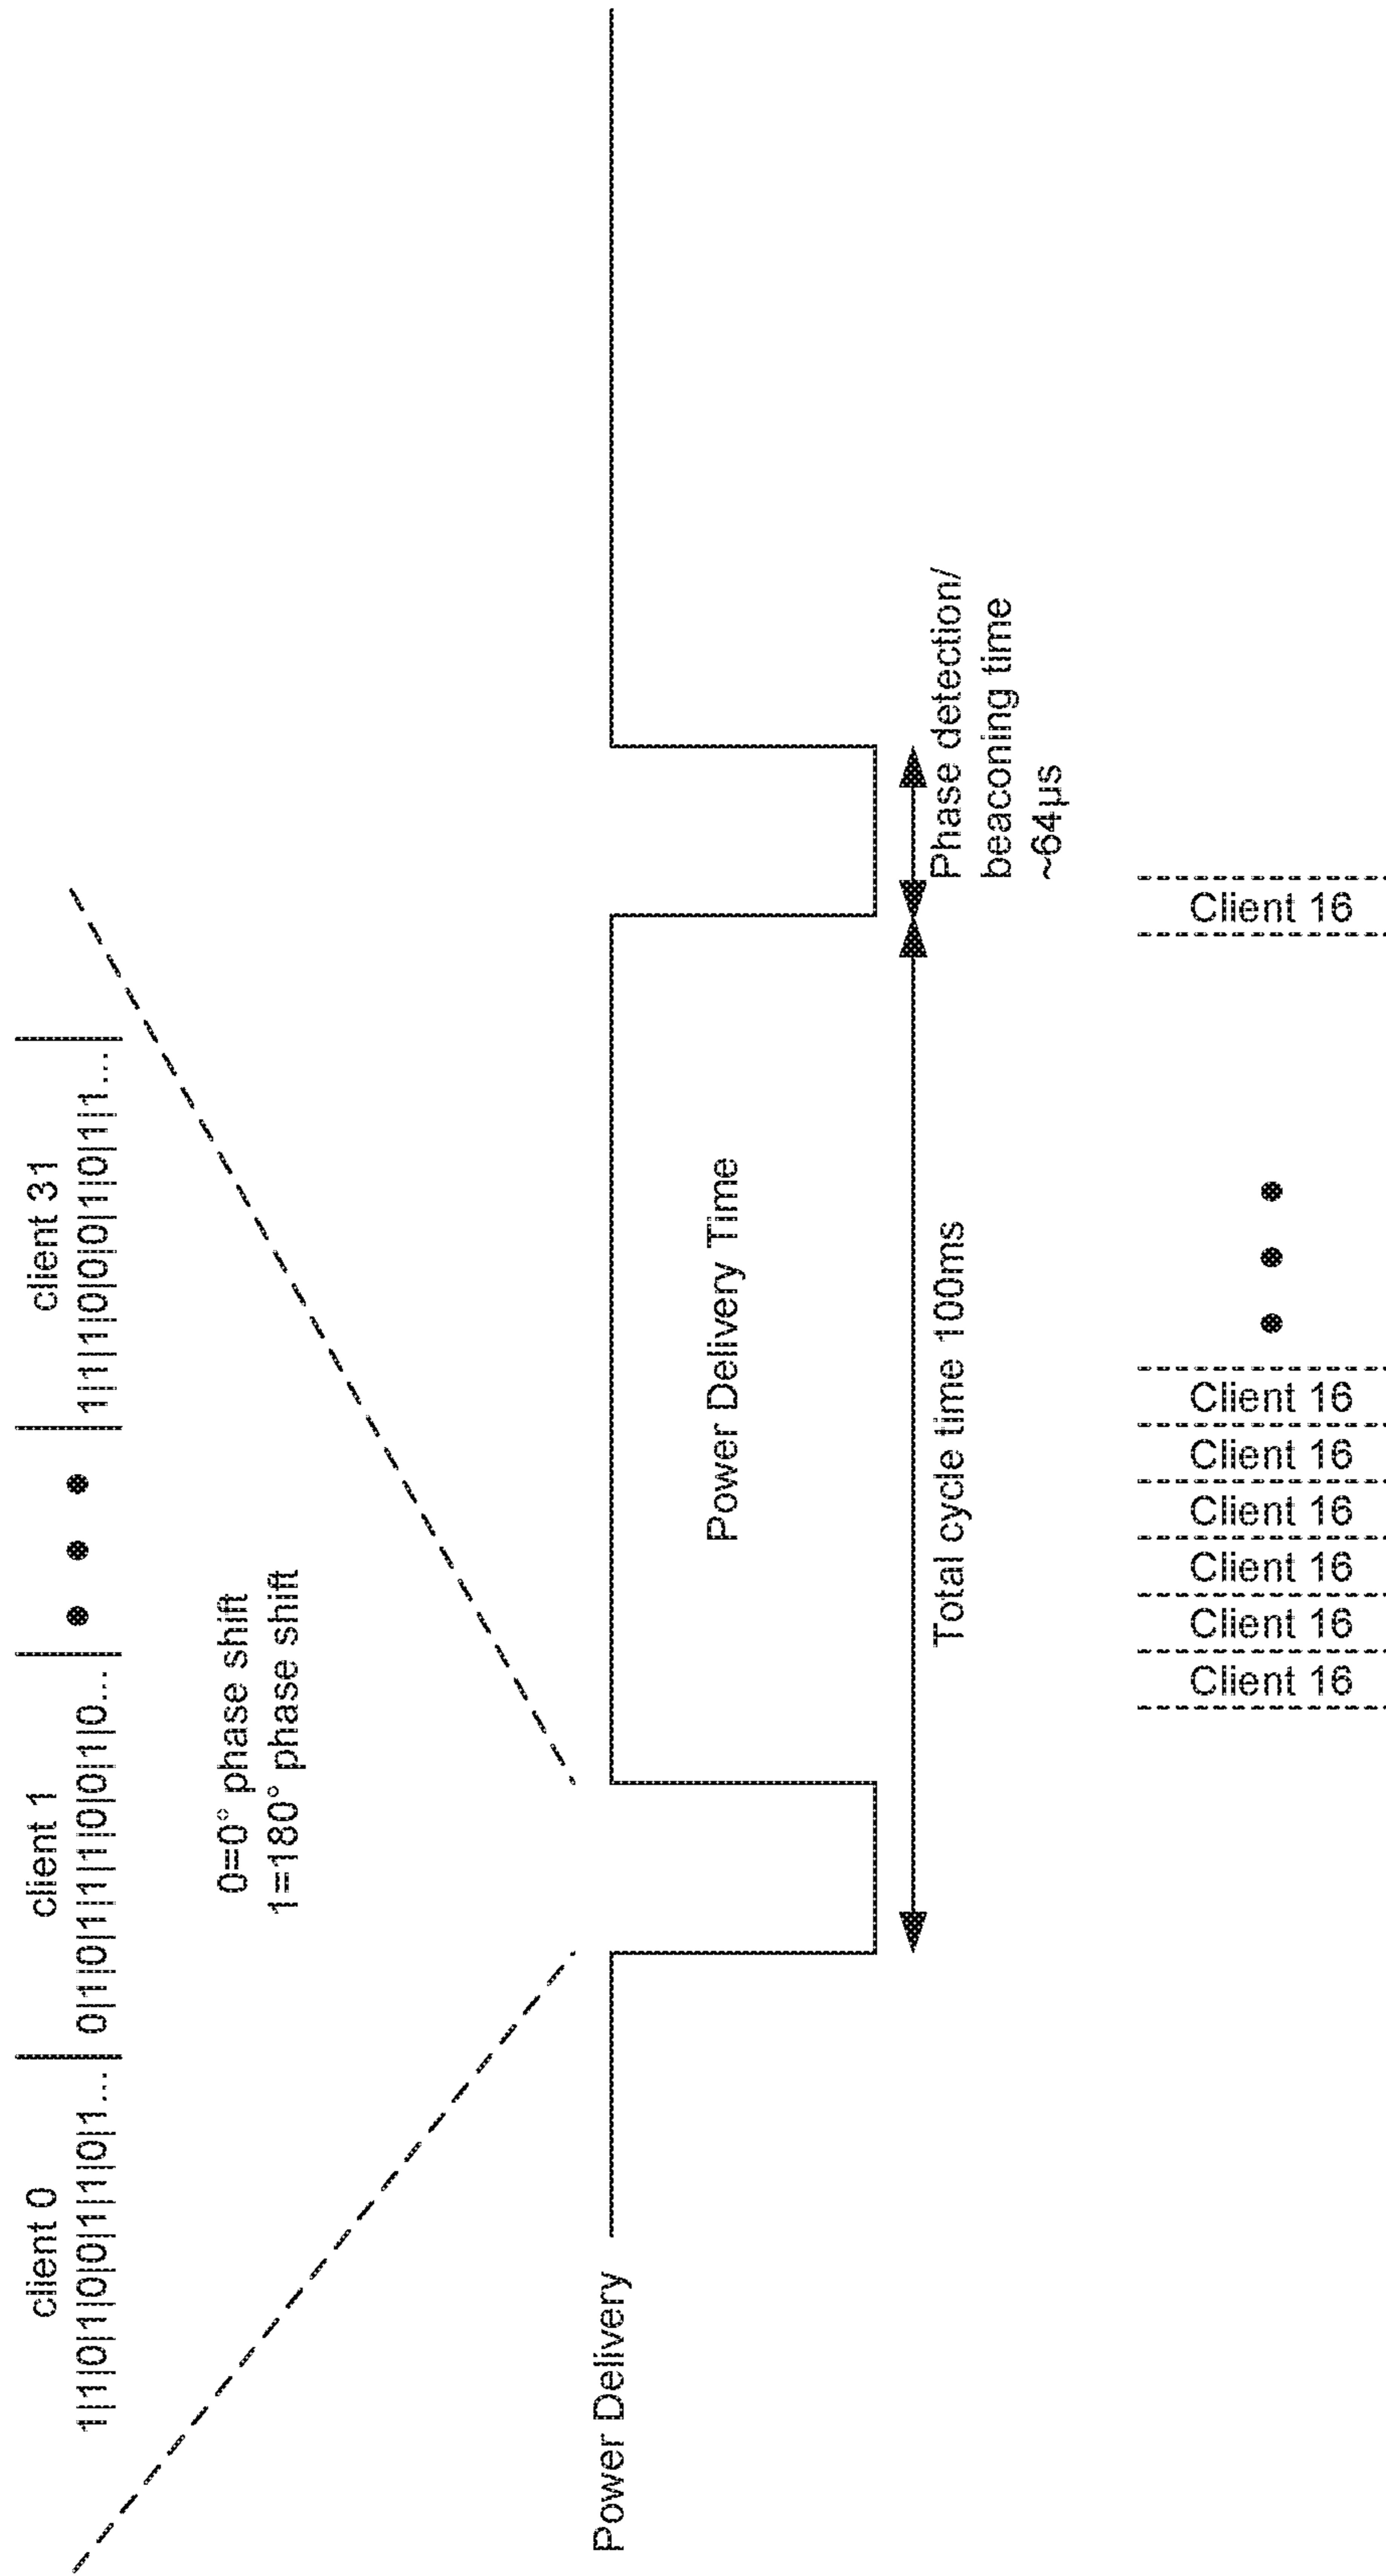 client 0
1|1|0|1|0|0|1|1|0|1...
client 1
0|1|0|1|1|1|0|0|1|0...
client 31
1|1|1|0|0|0|1|0|1|1...
0=0° phase shift
1=180° phase shift
Power Delivery
Power Delivery Time
Total cycle time 100ms
Phase detection/
beaconing time
~64µs
Client 16
Client 16
Client 16
Client 16
Client 16
Client 16
Client 16